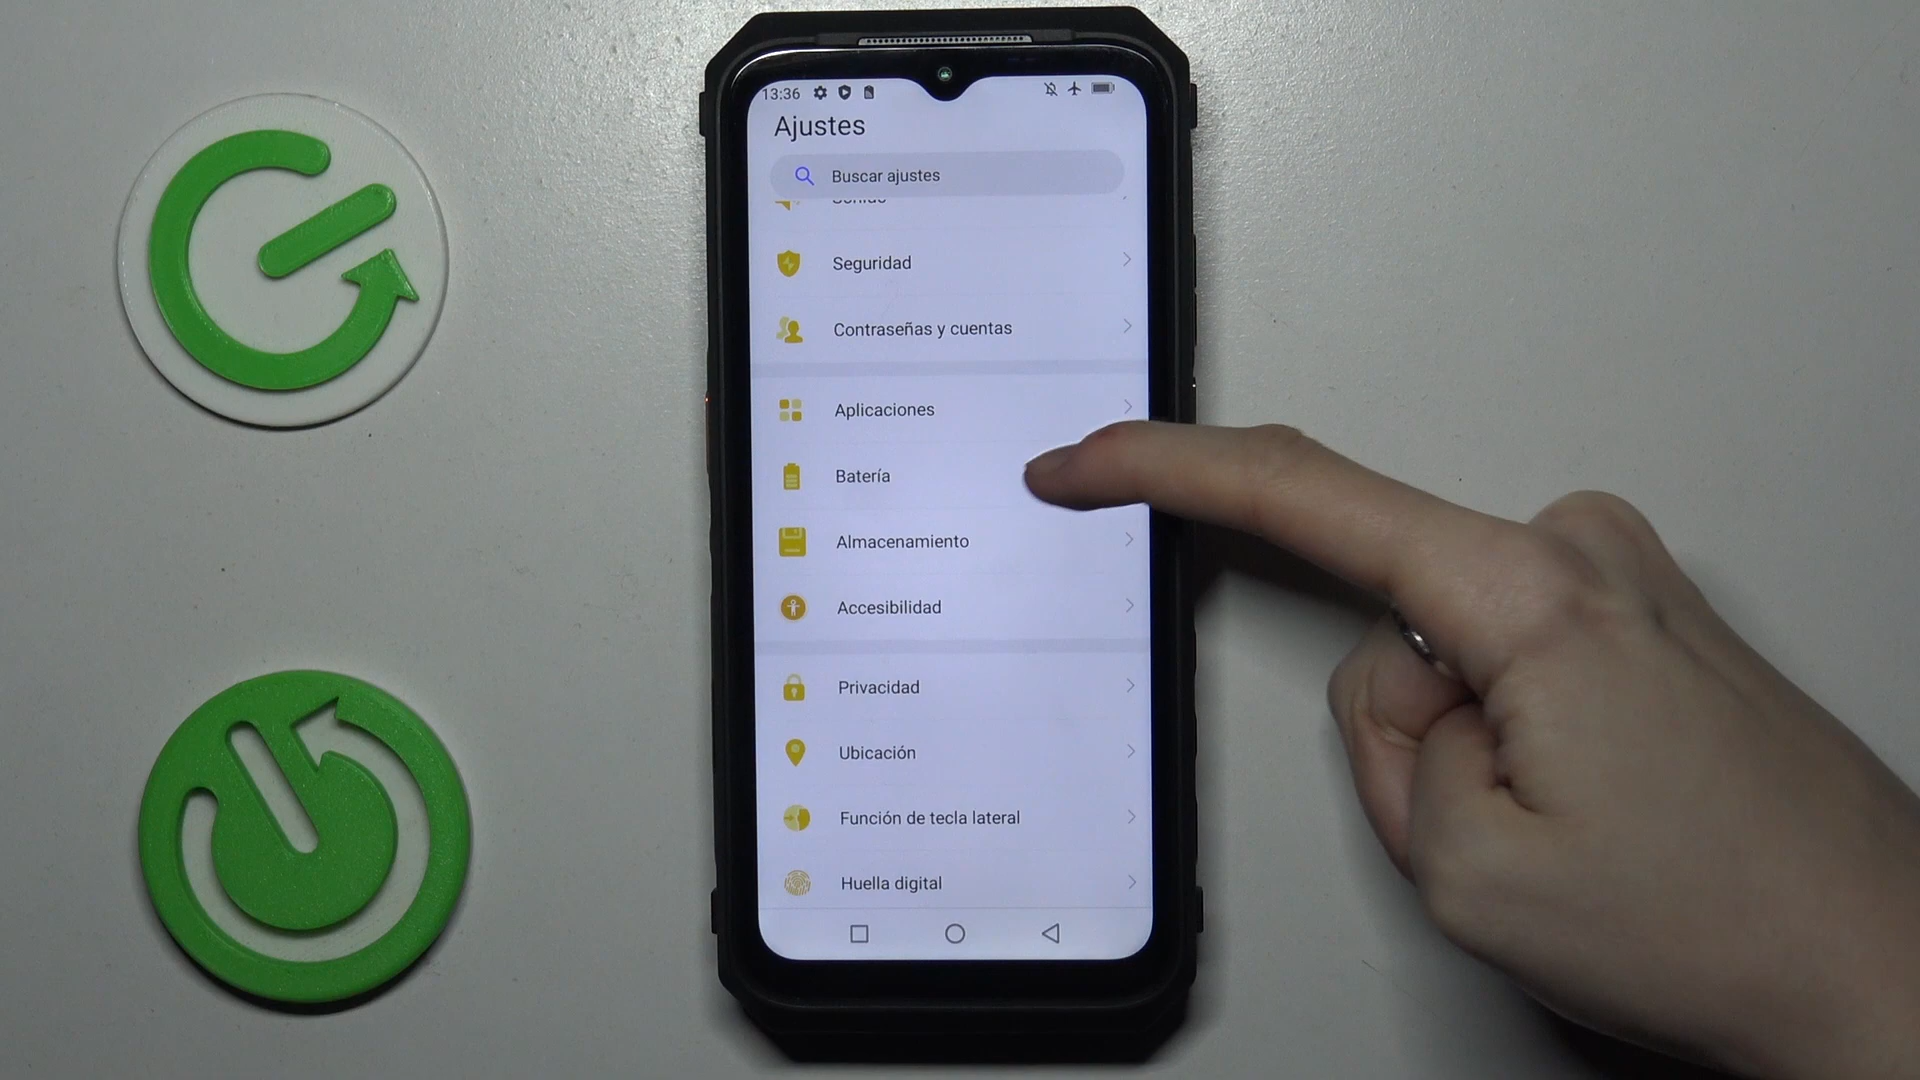 13:36
Ajustes
Buscar ajustes
Sonido
Seguridad
Contraseñas y cuentas
Aplicaciones
Batería
Almacenamiento
Accesibilidad
Privacidad
Ubicación
Función de tecla lateral
Huella digital